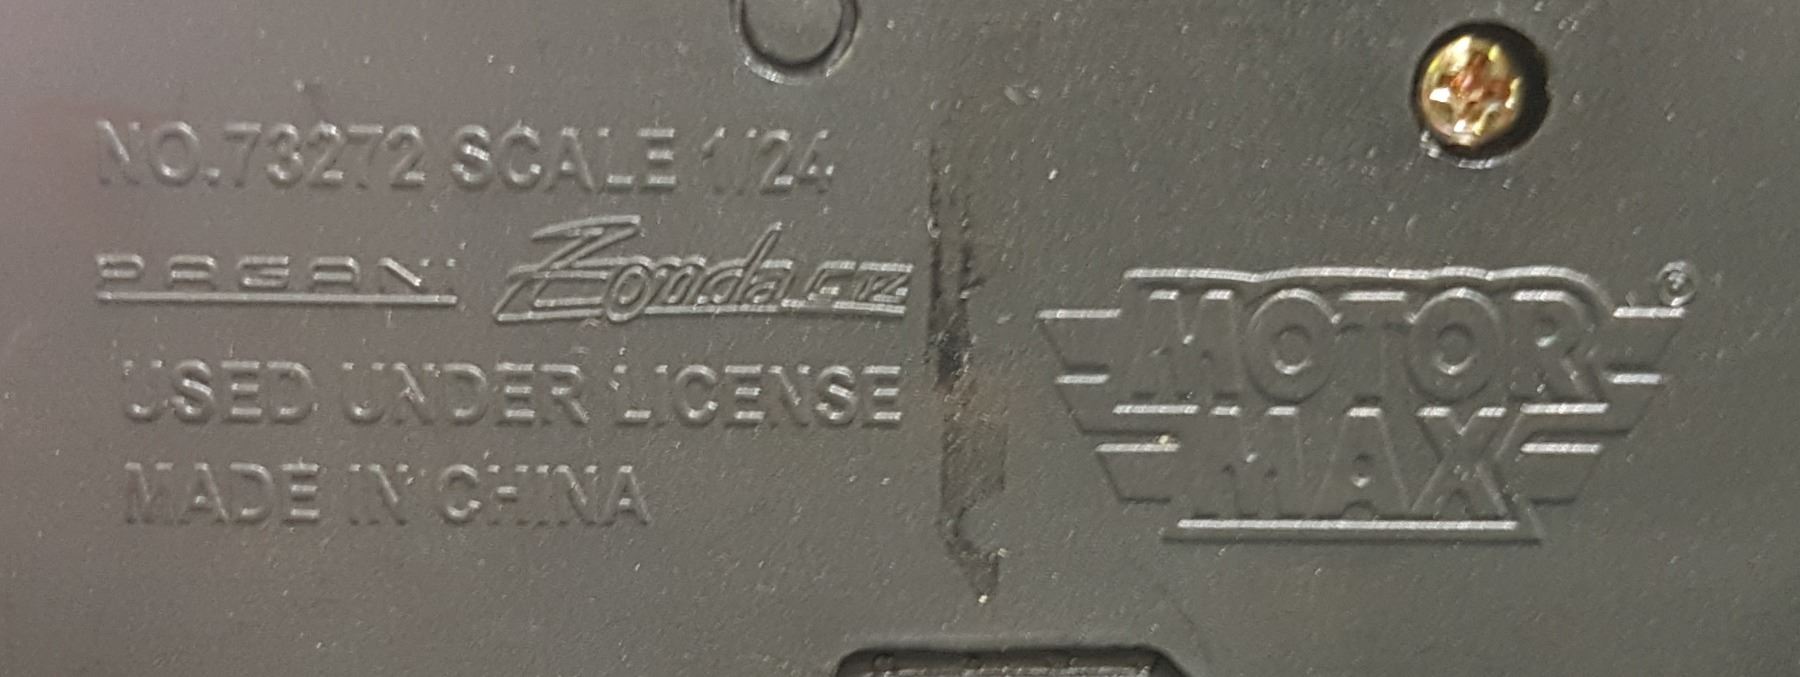 NO.73272 SCALE 1/24
PAGANI Zonda C12
USED UNDER LICENSE
MADE IN CHINA
MOTOR
MAX
®